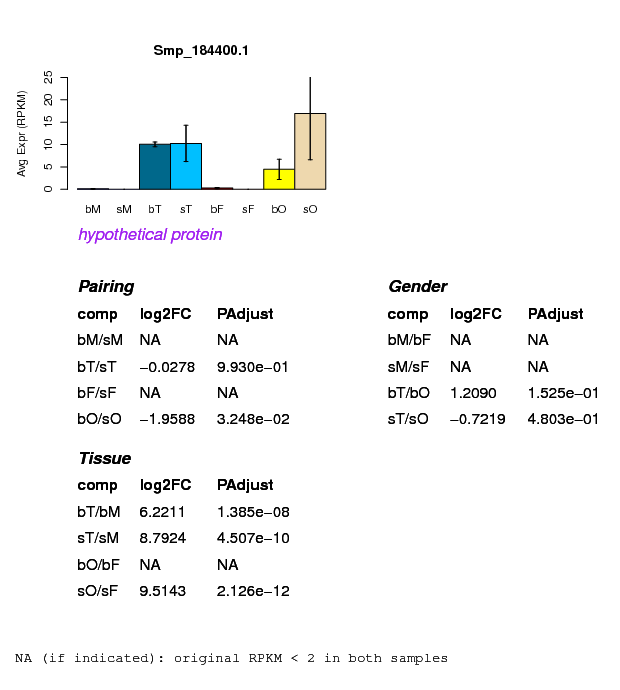 Smp_184400.1
Avg Expr (RPKM)
25
20
15
10
5
0
bM sM bT sT bF sF bO sO
hypothetical protein
Pairing
comp log2FC PAdjust
bM/sM NA NA
bT/sT −0.0278 9.930e−01
bF/sF NA NA
bO/sO −1.9588 3.248e−02
Gender
comp log2FC PAdjust
bM/bF NA NA
sM/sF NA NA
bT/bO 1.2090 1.525e−01
sT/sO −0.7219 4.803e−01
Tissue
comp log2FC PAdjust
bT/bM 6.2211 1.385e−08
sT/sM 8.7924 4.507e−10
bO/bF NA NA
sO/sF 9.5143 2.126e−12
NA (if indicated): original RPKM < 2 in both samples